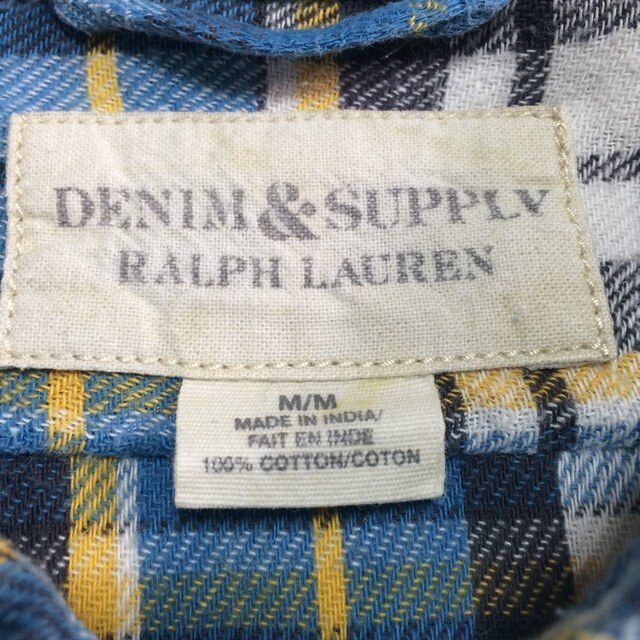 DENIM & SUPPLY
RALPH LAUREN
M/M
MADE IN INDIA/
FAIT EN INDE
100% COTTON/COTON